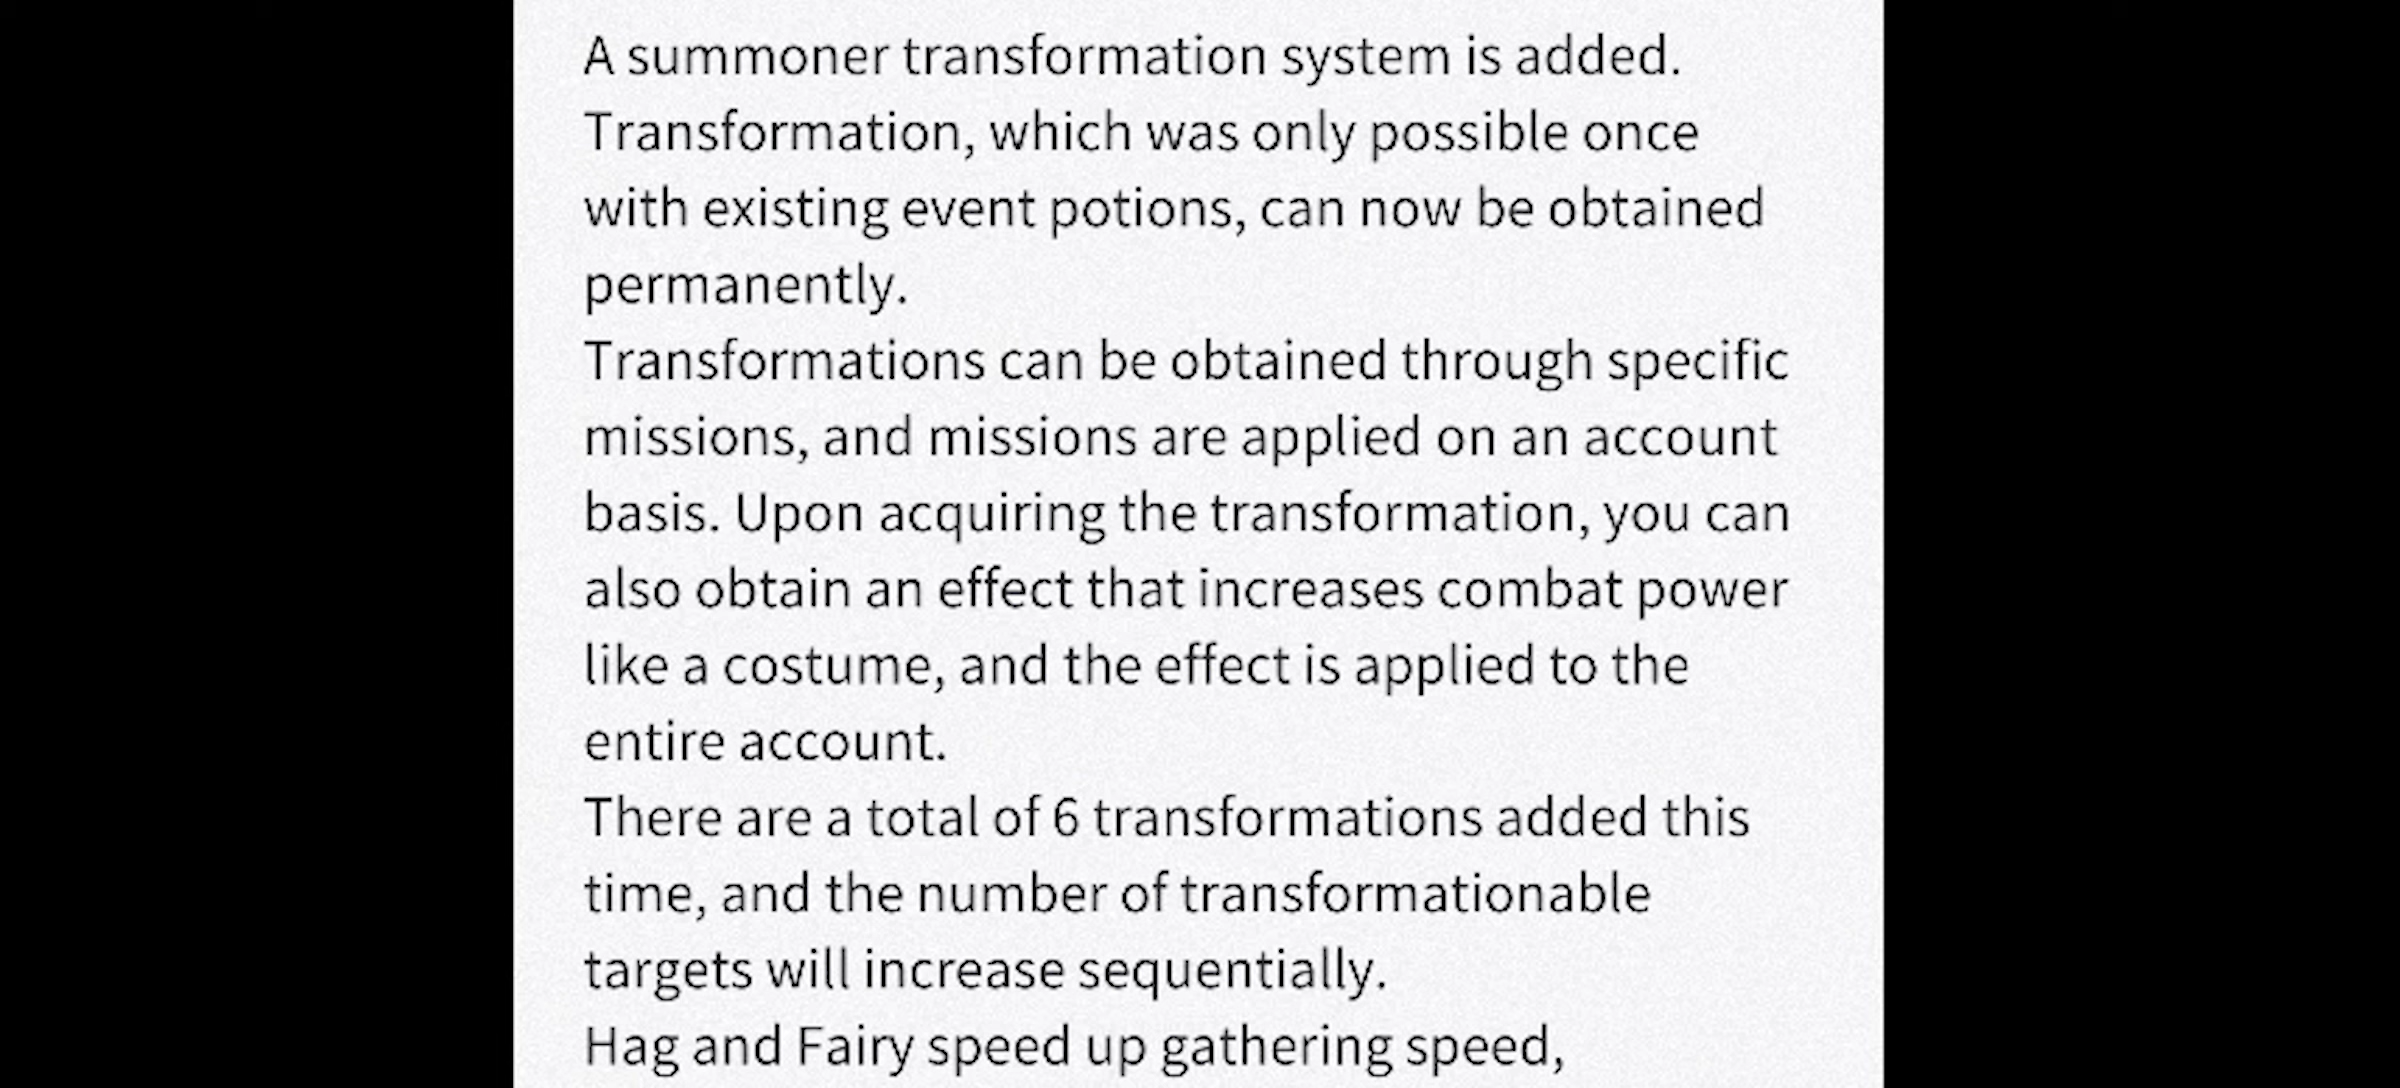 A summoner transformation system is added.
Transformation, which was only possible once
with existing event potions, can now be obtained
permanently.
Transformations can be obtained through specific
missions, and missions are applied on an account
basis. Upon acquiring the transformation, you can
also obtain an effect that increases combat power
like a costume, and the effect is applied to the
entire account.
There are a total of 6 transformations added this
time, and the number of transformationable
targets will increase sequentially.
Hag and Fairy speed up gathering speed,